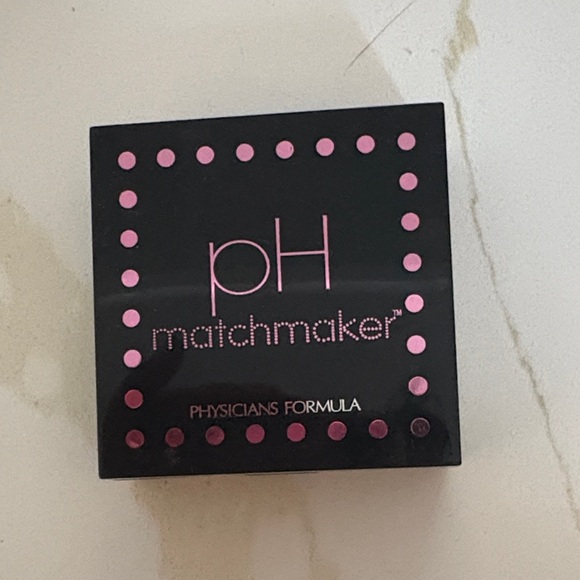 pH
matchmaker™
PHYSICIANS FORMULA